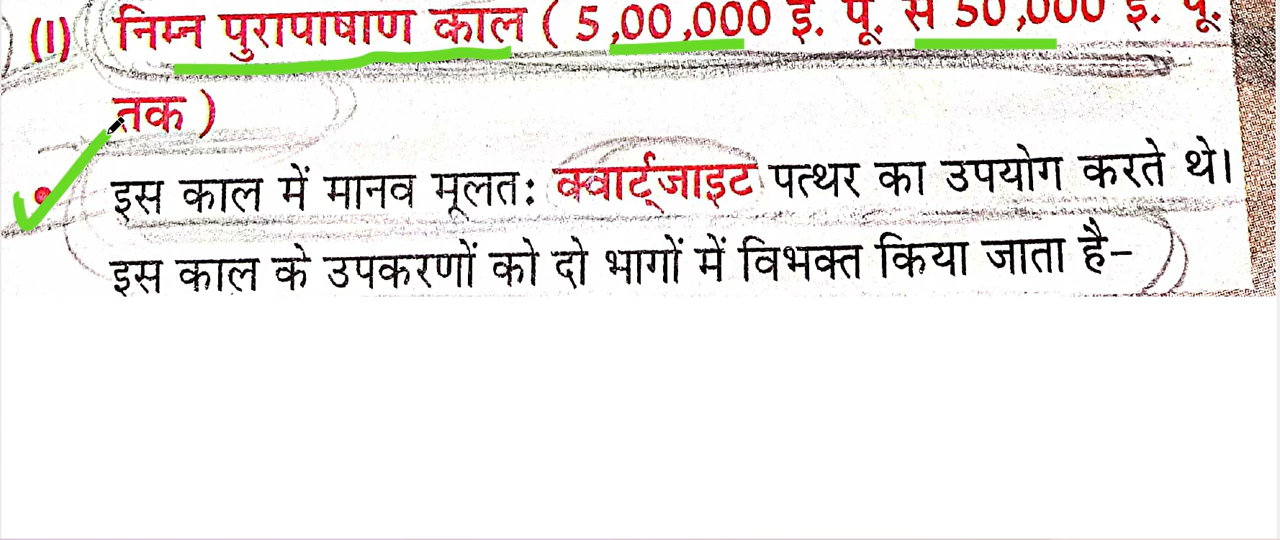 (I) निम्न पुरापाषाण काल ( 5,00,000 ई. पू. से 50,000 ई. पू.
तक )
• इस काल में मानव मूलत: क्वार्ट्जाइट पत्थर का उपयोग करते थे।
इस काल के उपकरणों को दो भागों में विभक्त किया जाता है-